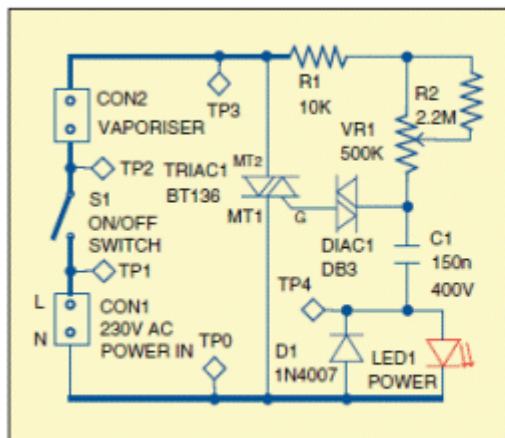 CON2
VAPORISER
TP3
R1
10K
R2
2.2M
VR1
500K
TP2
TRIAC1
BT136
MT2
MT1
G
S1
ON/OFF
SWITCH
DIAC1
DB3
C1
150n
400V
TP1
TP4
L
N
CON1
230V AC
POWER IN
TP0
D1
1N4007
LED1
POWER